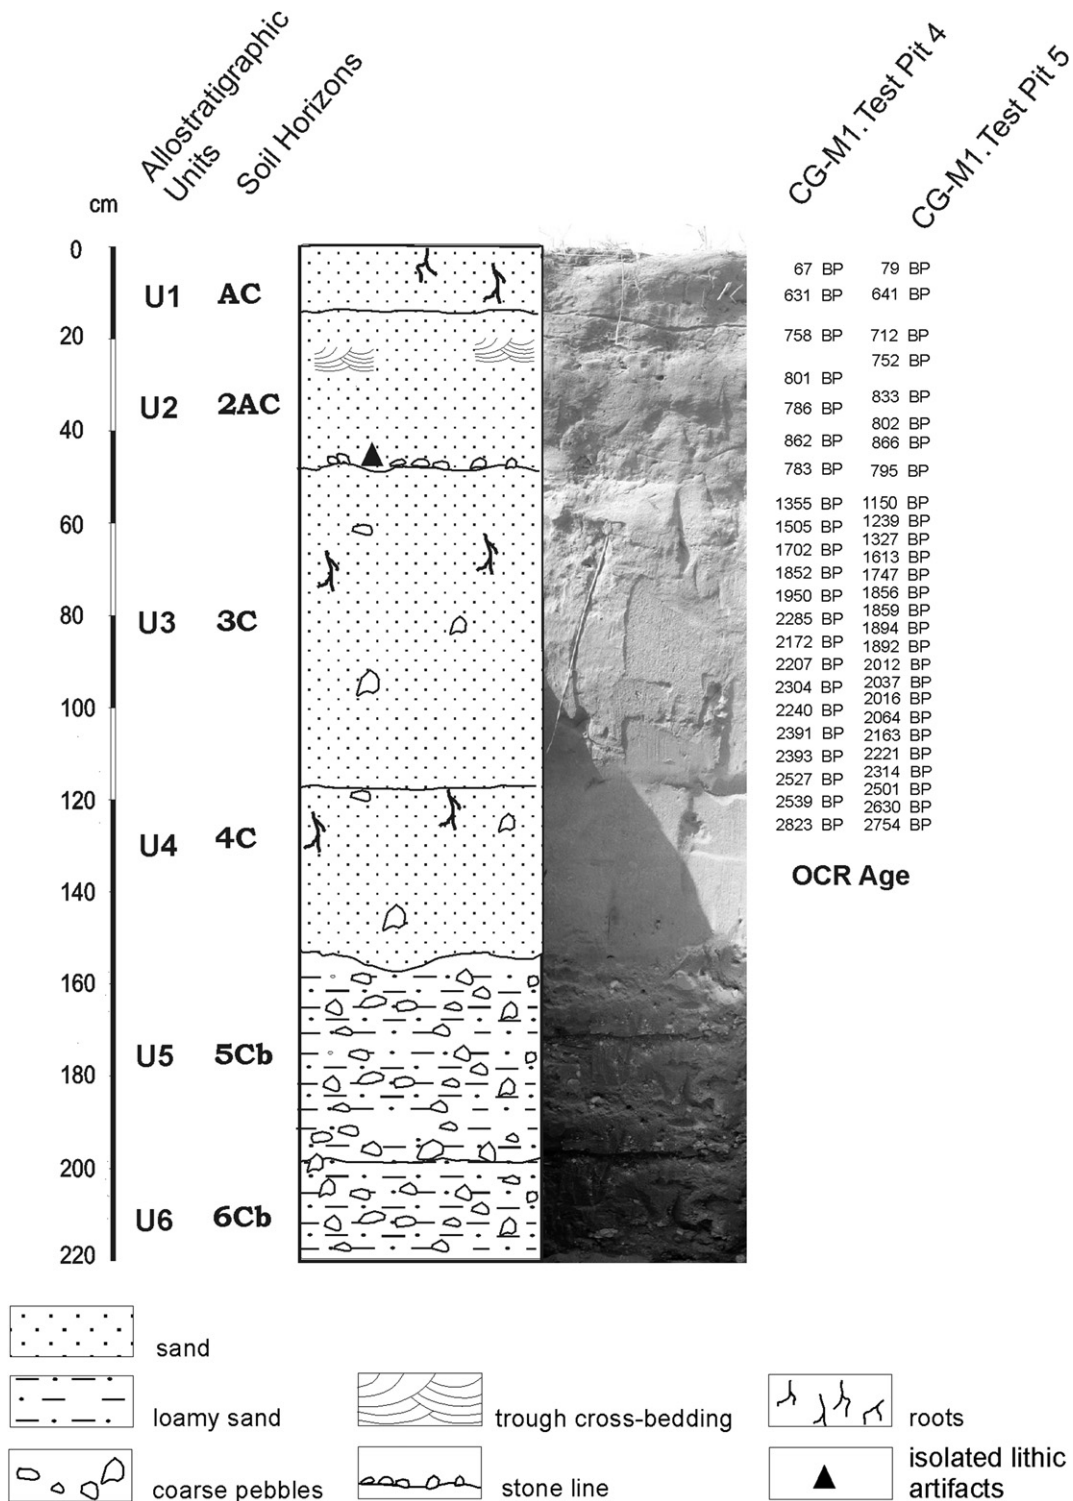 Allostratigraphic
Units
Soil Horizons
CG-M1.Test Pit 4
CG-M1.Test Pit 5
cm
0
20
40
60
80
100
120
140
160
180
200
220
U1 AC
U2 2AC
U3 3C
U4 4C
U5 5Cb
U6 6Cb
67 BP
631 BP
758 BP
801 BP
786 BP
862 BP
783 BP
1355 BP
1505 BP
1702 BP
1852 BP
1950 BP
2285 BP
2172 BP
2207 BP
2304 BP
2240 BP
2391 BP
2393 BP
2527 BP
2539 BP
2823 BP
79 BP
641 BP
712 BP
752 BP
833 BP
802 BP
866 BP
795 BP
1150 BP
1239 BP
1327 BP
1613 BP
1747 BP
1856 BP
1859 BP
1894 BP
1892 BP
2012 BP
2037 BP
2016 BP
2064 BP
2163 BP
2221 BP
2314 BP
2501 BP
2630 BP
2754 BP
OCR Age
sand
loamy sand
coarse pebbles
trough cross-bedding
stone line
roots
isolated lithic
artifacts